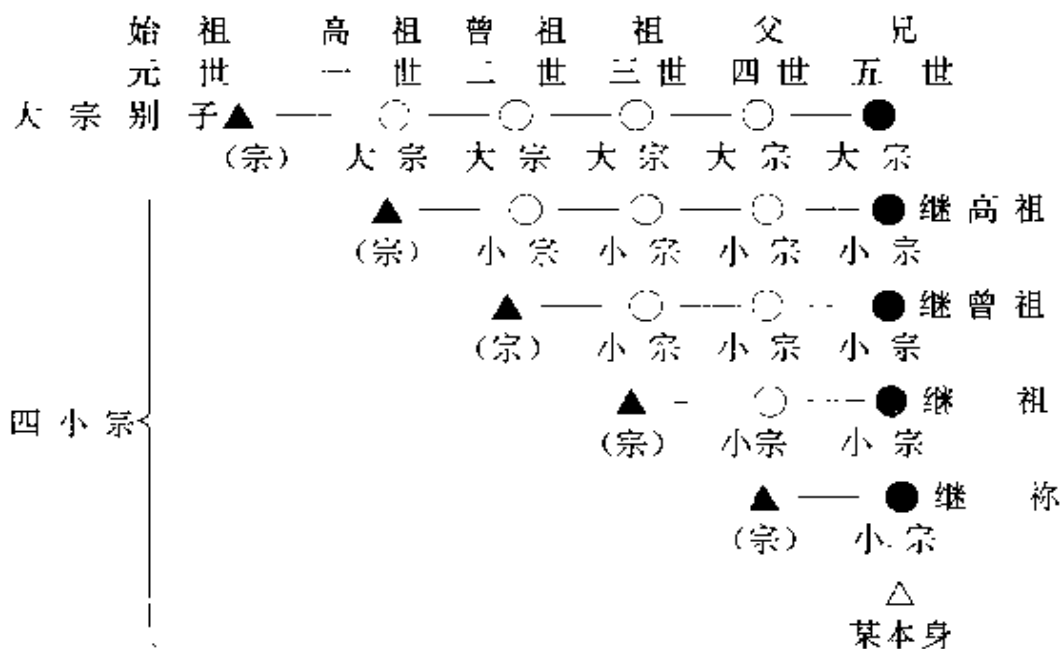 始祖 高祖 曾祖 祖 父 兄
元世 一世 二世 三世 四世 五世
大宗别子
(宗) 大宗 大宗 大宗 大宗 大宗
继高祖
(宗) 小宗 小宗 小宗 小宗
继曾祖
(宗) 小宗 小宗 小宗
四小宗
继祖
(宗) 小宗 小宗
继祢
(宗) 小宗
某本身